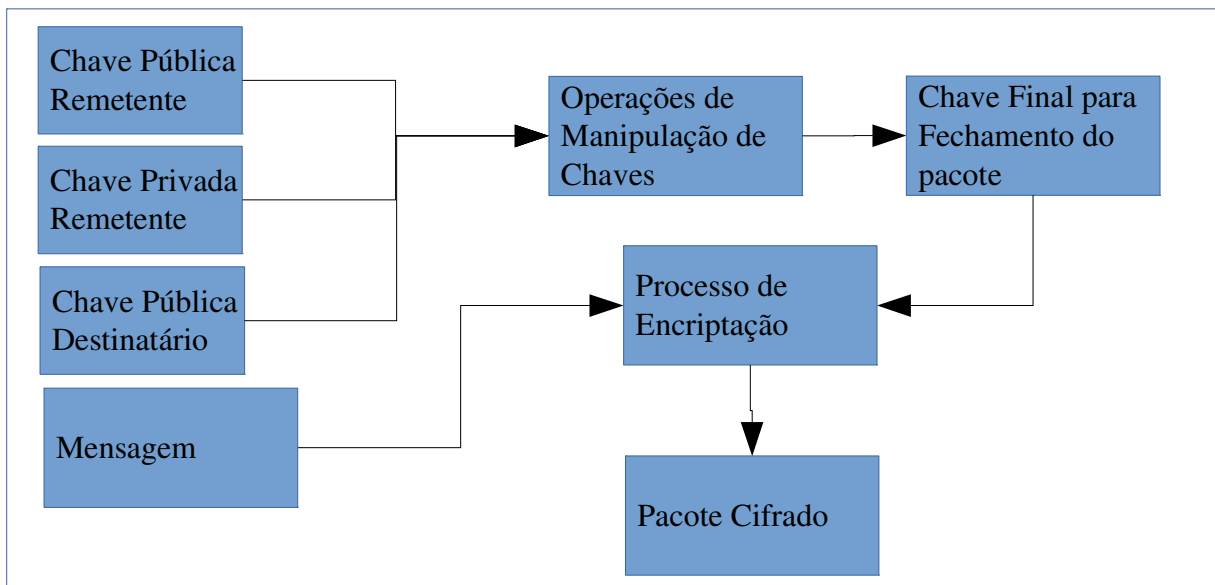 Chave Pública
Remetente
Chave Privada
Remetente
Chave Pública
Destinatário
Mensagem
Operações de
Manipulação de
Chaves
Chave Final para
Fechamento do
pacote
Processo de
Encriptação
Pacote Cifrado